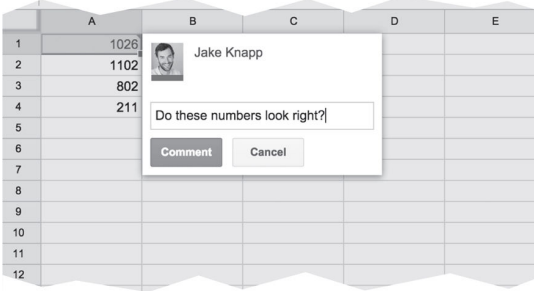 A B C D E
1 1026 Jake Knapp
2 1102
3 802
4 211
Do these numbers look right?
5
6 Comment Cancel
7
8
9
10
11
12